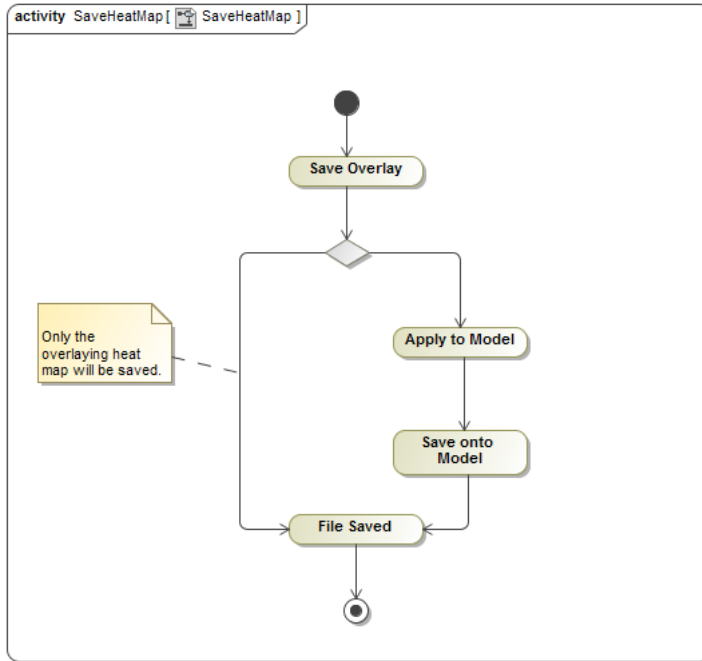 activity SaveHeatMap [ SaveHeatMap ]
Save Overlay
Only the
overlaying heat
map will be saved.
Apply to Model
Save onto
Model
File Saved